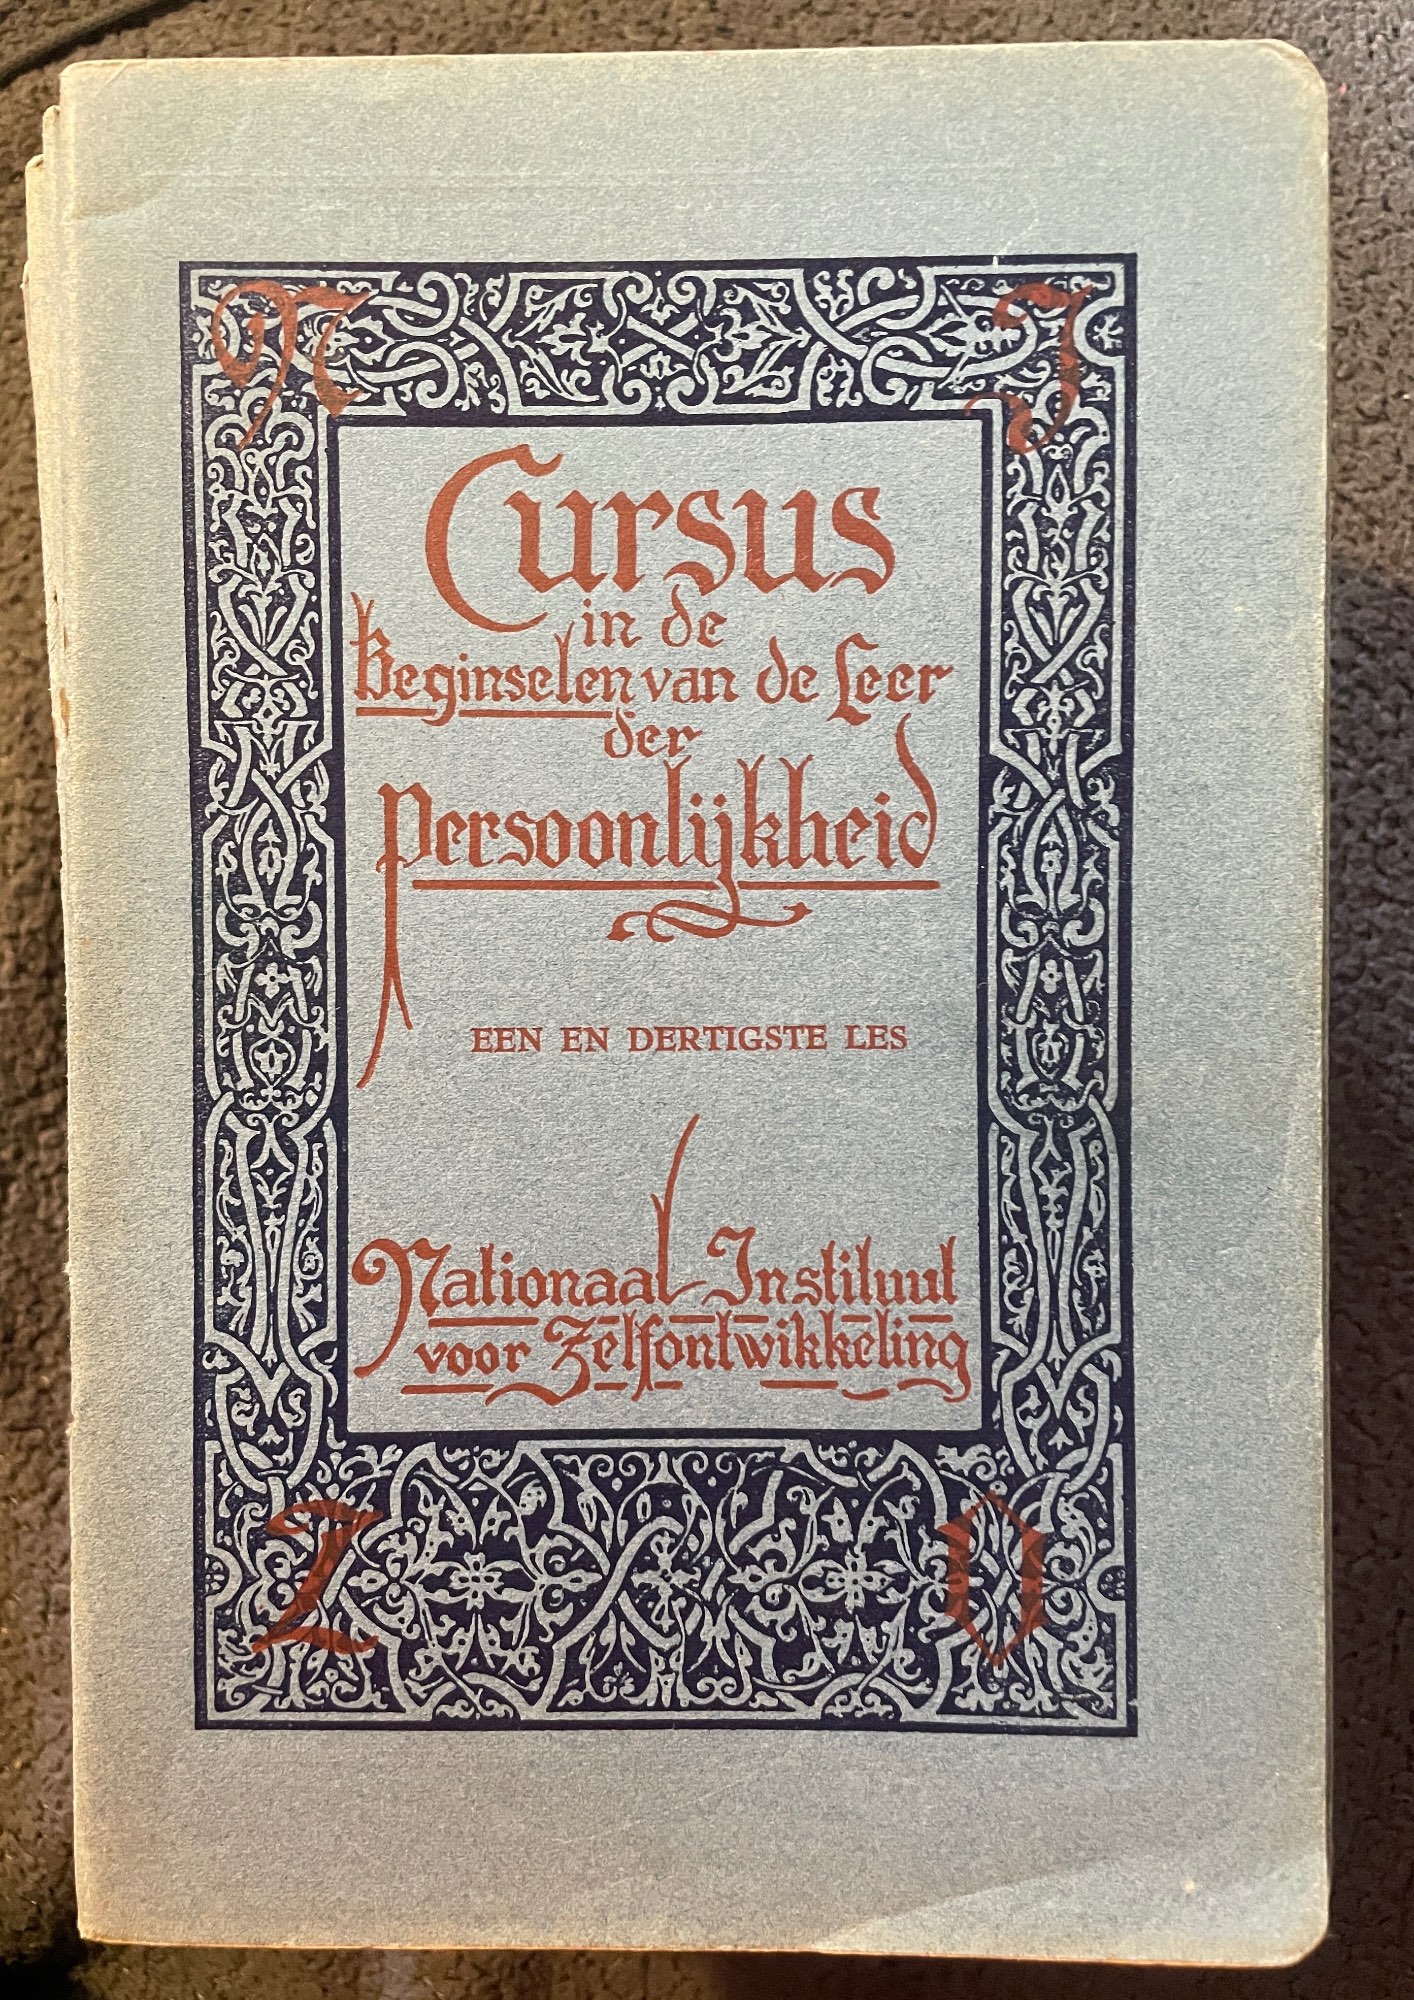 N I
Cursus
in de
Beginselen van de Leer
der
Persoonlijkheid
EEN EN DERTIGSTE LES
Nationaal Instituut
voor Zelfontwikkeling
Z O